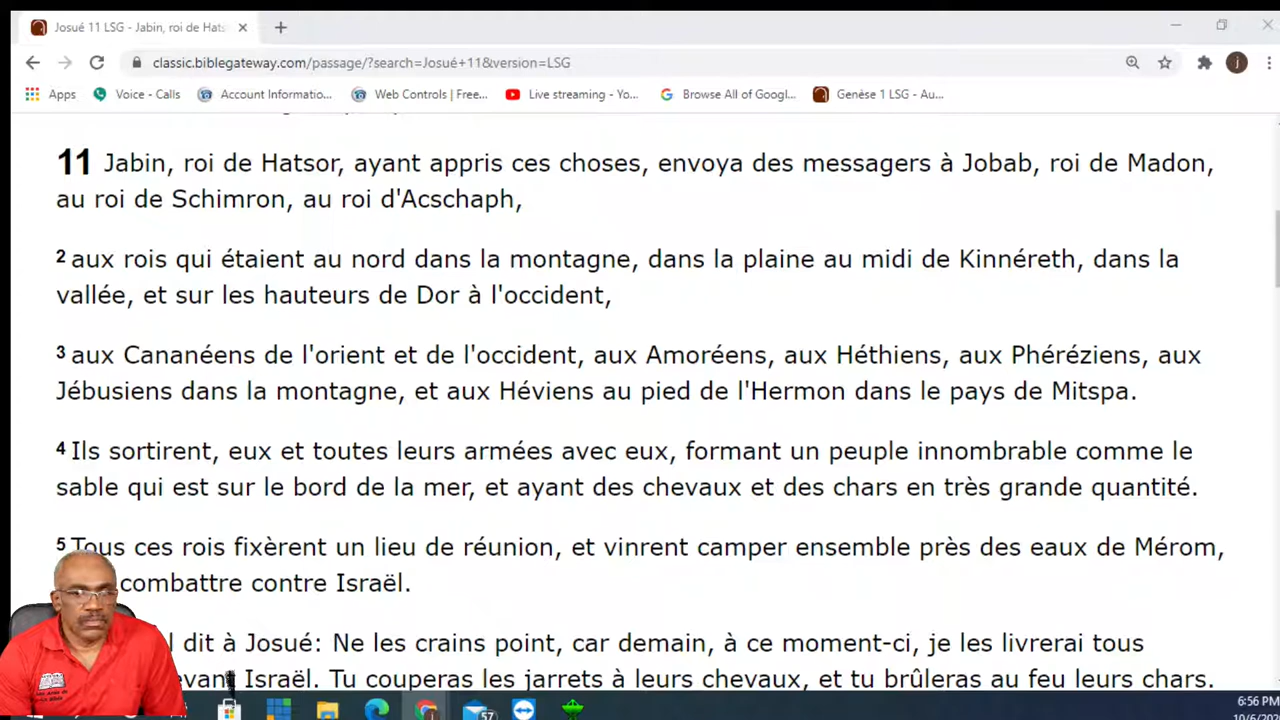 Josué 11 LSG - Jabin, roi de Hats
classic.biblegateway.com/passage/?search=Josué+11&version=LSG
j
Apps
Voice - Calls
Account Informatio...
Web Controls | Free...
Live streaming - Yo...
Browse All of Googl...
Genèse 1 LSG - Au...
11 Jabin, roi de Hatsor, ayant appris ces choses, envoya des messagers à Jobab, roi de Madon,
au roi de Schimron, au roi d'Acschaph,
2 aux rois qui étaient au nord dans la montagne, dans la plaine au midi de Kinnéreth, dans la
vallée, et sur les hauteurs de Dor à l'occident,
3 aux Cananéens de l'orient et de l'occident, aux Amoréens, aux Héthiens, aux Phéréziens, aux
Jébusiens dans la montagne, et aux Héviens au pied de l'Hermon dans le pays de Mitspa.
4 Ils sortirent, eux et toutes leurs armées avec eux, formant un peuple innombrable comme le
sable qui est sur le bord de la mer, et ayant des chevaux et des chars en très grande quantité.
5 Tous ces rois fixèrent un lieu de réunion, et vinrent camper ensemble près des eaux de Mérom,
combattre contre Israël.
dit à Josué: Ne les crains point, car demain, à ce moment-ci, je les livrerai tous
Israël. Tu couperas les jarrets à leurs chevaux, et tu brûleras au feu leurs chars.
57
6:56 PM